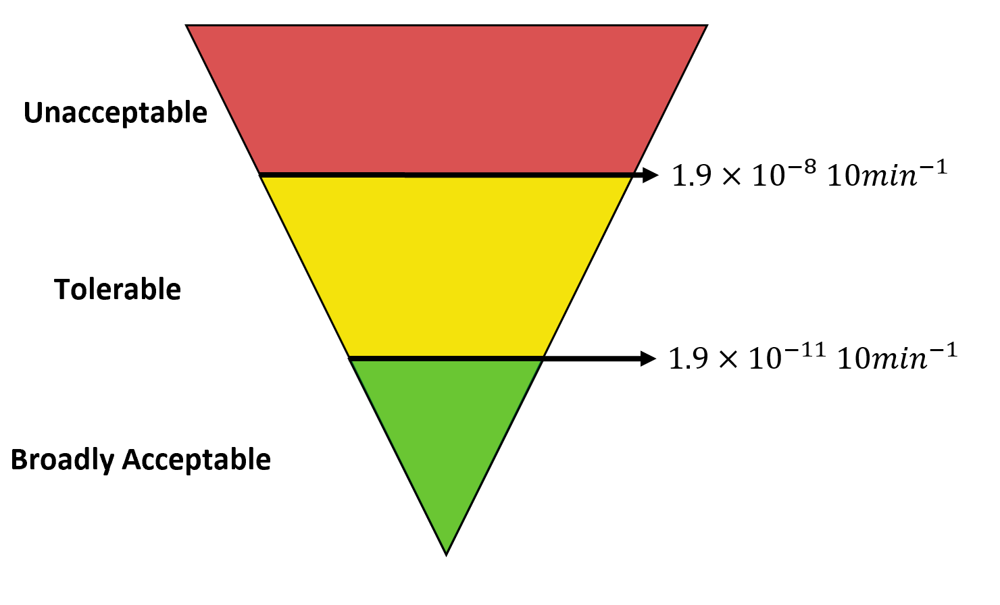 Unacceptable
1.9 × 10⁻⁸ 10min⁻¹
Tolerable
1.9 × 10⁻¹¹ 10min⁻¹
Broadly Acceptable